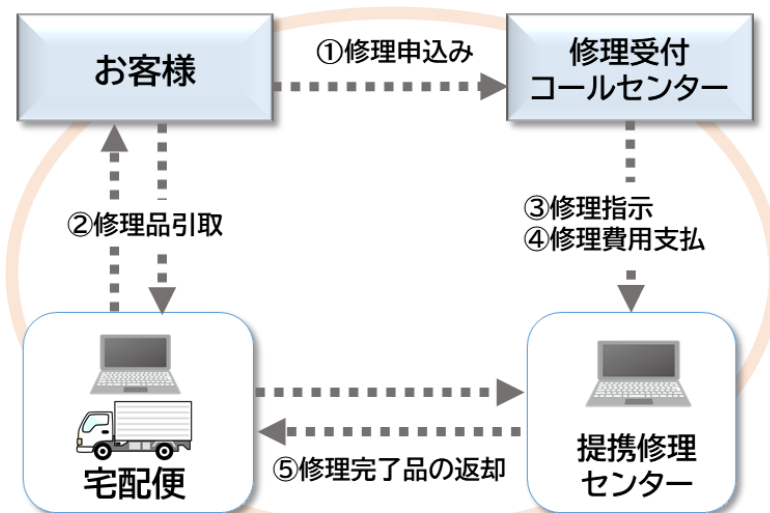 お客様
①修理申込み
修理受付
コールセンター
②修理品引取
③修理指示
④修理費用支払
宅配便
⑤修理完了品の返却
提携修理
センター